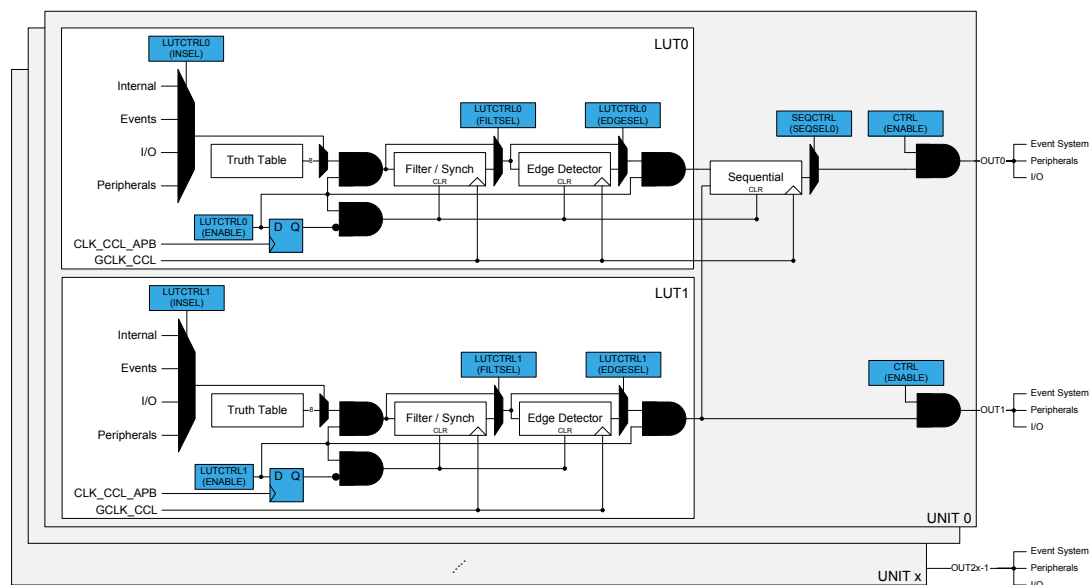 LUTCTRL0
(INSEL)
LUT0
Internal
Events
I/O
Peripherals
Truth Table
8
LUTCTRL0
(FILTSEL)
LUTCTRL0
(EDGESEL)
Filter / Synch
CLR
Edge Detector
CLR
SEQCTRL
(SEQSEL0)
CTRL
(ENABLE)
Sequential
CLR
OUT0
Event System
Peripherals
I/O
LUTCTRL0
(ENABLE)
D Q
CLK_CCL_APB
GCLK_CCL
LUTCTRL1
(INSEL)
LUT1
Internal
Events
I/O
Peripherals
Truth Table
8
LUTCTRL1
(FILTSEL)
LUTCTRL1
(EDGESEL)
Filter / Synch
CLR
Edge Detector
CLR
CTRL
(ENABLE)
OUT1
Event System
Peripherals
I/O
LUTCTRL1
(ENABLE)
D Q
CLK_CCL_APB
GCLK_CCL
UNIT 0
UNIT x
OUT2x-1
Event System
Peripherals
I/O